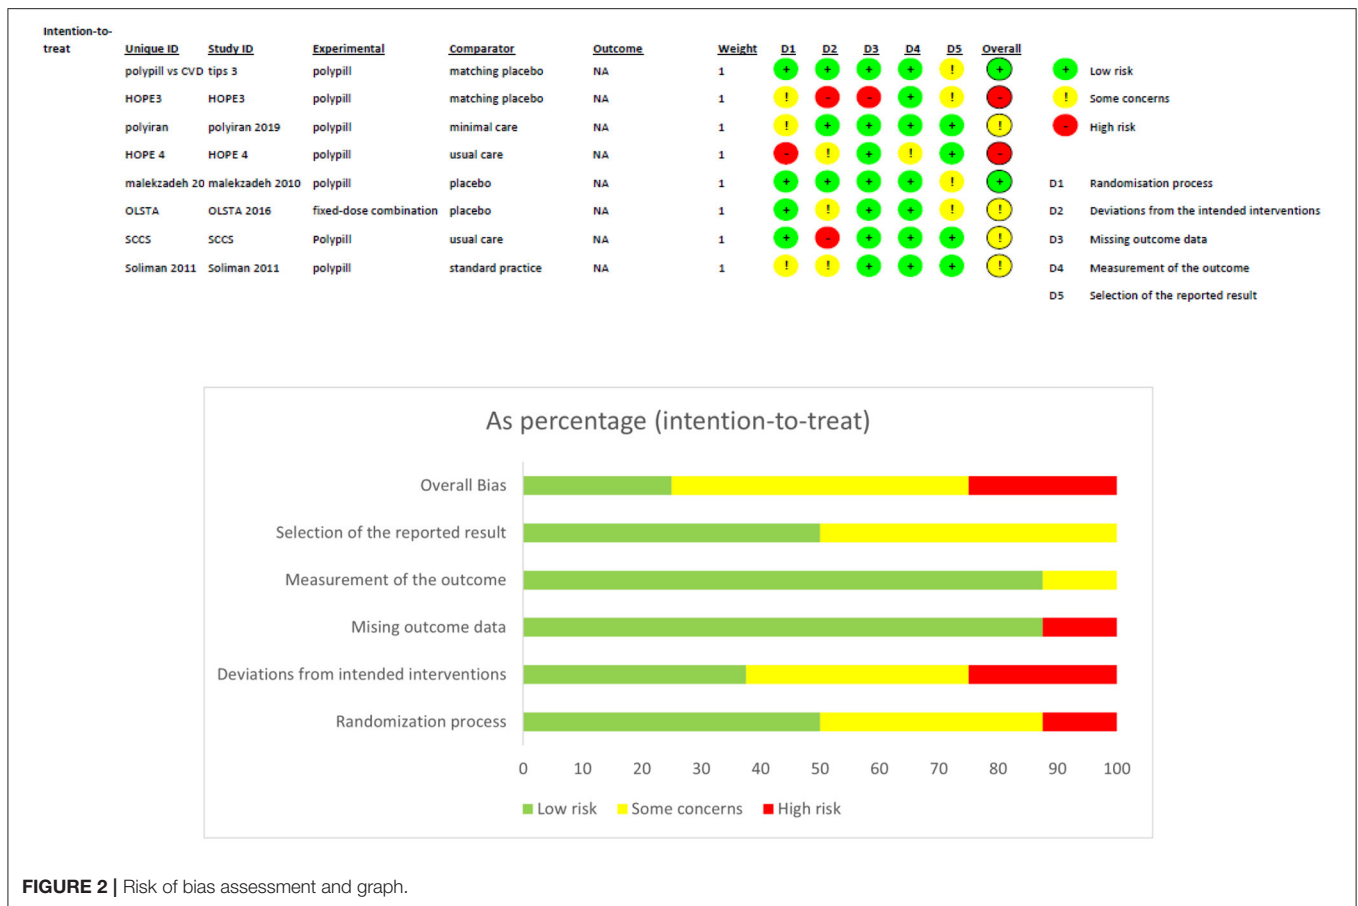 Intention-to-
treat Unique ID Study ID Experimental Comparator Outcome Weight D1 D2 D3 D4 D5 Overall
polypill vs CVD tips 3 polypill matching placebo NA 1 + + + + ! + + Low risk
HOPE3 HOPE3 polypill matching placebo NA 1 ! - - + ! - ! Some concerns
polyiran polyiran 2019 polypill minimal care NA 1 ! + + + + ! - High risk
HOPE 4 HOPE 4 polypill usual care NA 1 - ! + ! + -
malekzadeh 20 malekzadeh 2010 polypill placebo NA 1 + + + + ! + D1 Randomisation process
OLSTA OLSTA 2016 fixed-dose combination placebo NA 1 + ! + + ! ! D2 Deviations from the intended interventions
SCCS SCCS Polypill usual care NA 1 + - + + + ! D3 Missing outcome data
Soliman 2011 Soliman 2011 polypill standard practice NA 1 ! ! + + + ! D4 Measurement of the outcome
D5 Selection of the reported result
As percentage (intention-to-treat)
Overall Bias
Selection of the reported result
Measurement of the outcome
Mising outcome data
Deviations from intended interventions
Randomization process
0 10 20 30 40 50 60 70 80 90 100
Low risk Some concerns High risk
FIGURE 2 | Risk of bias assessment and graph.